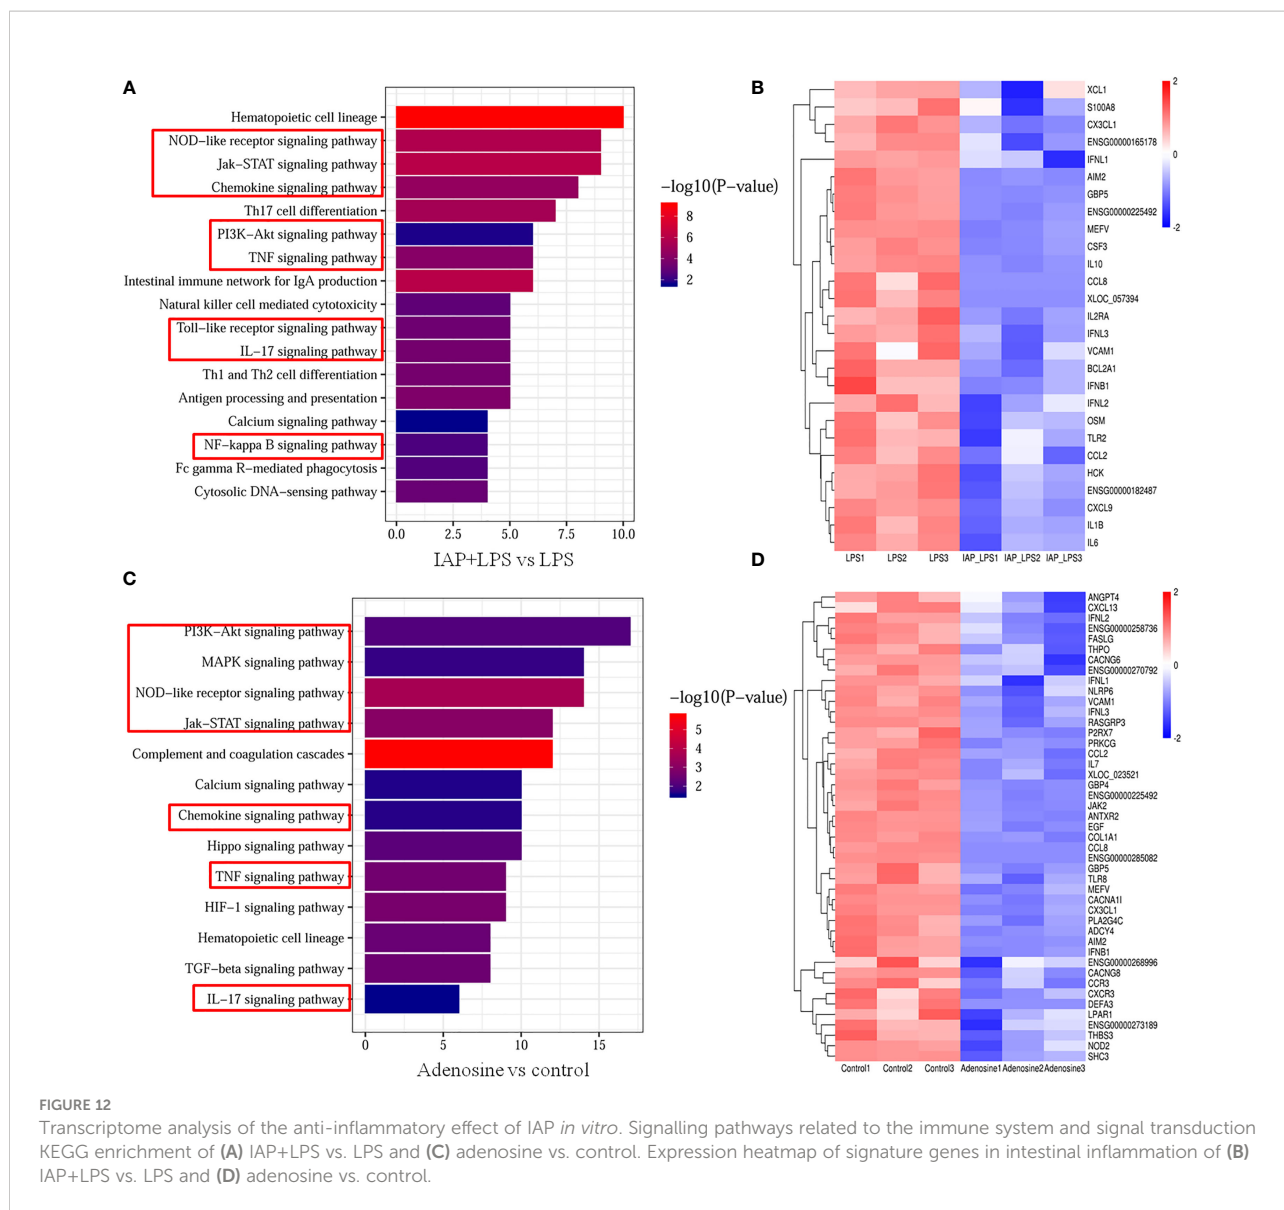 A
Hematopoietic cell lineage
NOD-like receptor signaling pathway
Jak-STAT signaling pathway
Chemokine signaling pathway
Th17 cell differentiation
PI3K-Akt signaling pathway
TNF signaling pathway
Intestinal immune network for IgA production
Natural killer cell mediated cytotoxicity
Toll-like receptor signaling pathway
IL-17 signaling pathway
Th1 and Th2 cell differentiation
Antigen processing and presentation
Calcium signaling pathway
NF-kappa B signaling pathway
Fc gamma R-mediated phagocytosis
Cytosolic DNA-sensing pathway
0.0 2.5 5.0 7.5 10.0
IAP+LPS vs LPS
-log10(P-value)
8
6
4
2
B
XCL1
S100A8
CX3CL1
ENSG00000165178
IFNL1
AIM2
GBP5
ENSG00000225492
MEFV
CSF3
IL10
CCL8
XLOC_057394
IL2RA
IFNL3
VCAM1
BCL2A1
IFNB1
IFNL2
OSM
TLR2
CCL2
HCK
ENSG00000182487
CXCL9
IL1B
IL6
LPS1 LPS2 LPS3 IAP_LPS1 IAP_LPS2 IAP_LPS3
2
0
-2
C
PI3K-Akt signaling pathway
MAPK signaling pathway
NOD-like receptor signaling pathway
Jak-STAT signaling pathway
Complement and coagulation cascades
Calcium signaling pathway
Chemokine signaling pathway
Hippo signaling pathway
TNF signaling pathway
HIF-1 signaling pathway
Hematopoietic cell lineage
TGF-beta signaling pathway
IL-17 signaling pathway
0 5 10 15
Adenosine vs control
-log10(P-value)
5
4
3
2
D
ANGPT4
CXCL13
IFNL2
ENSG00000258736
FASLG
THPO
CACNG6
ENSG00000270792
IFNL1
NLRP6
VCAM1
IFNL3
RASGRP3
P2RX7
PRKCG
CCL2
IL7
XLOC_023521
GBP4
ENSG00000225492
JAK2
ANTXR2
EGF
COL1A1
CCL8
ENSG00000285082
GBP5
TLR8
MEFV
CACNA1I
CX3CL1
PLA2G4C
ADCY4
AIM2
IFNB1
ENSG00000268996
CACNG8
CCR3
CXCR3
DEFA3
LPAR1
ENSG00000273189
THBS3
NOD2
SHC3
Control1 Control2 Control3 Adenosine1 Adenosine2 Adenosine3
2
0
-2
FIGURE 12
Transcriptome analysis of the anti-inflammatory effect of IAP in vitro. Signalling pathways related to the immune system and signal transduction
KEGG enrichment of (A) IAP+LPS vs. LPS and (C) adenosine vs. control. Expression heatmap of signature genes in intestinal inflammation of (B)
IAP+LPS vs. LPS and (D) adenosine vs. control.